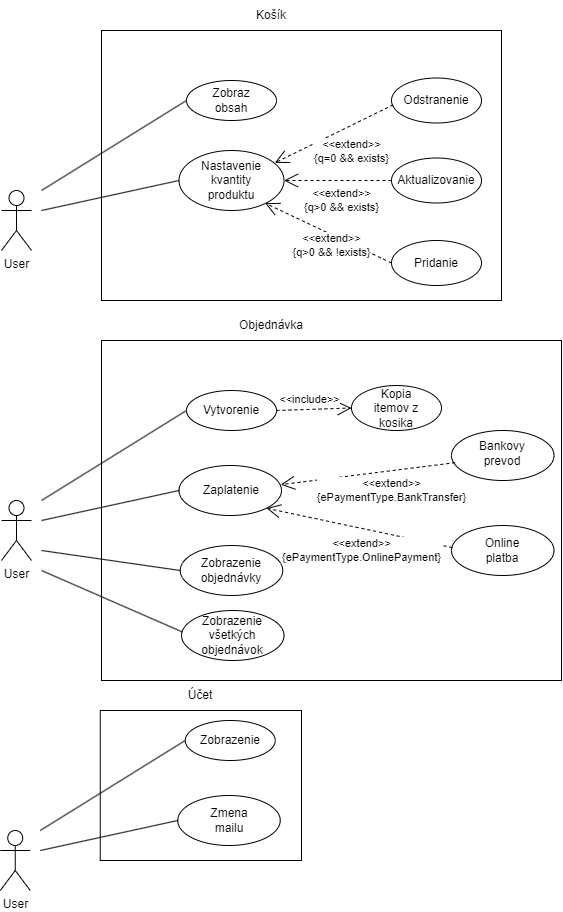 Košík
Zobraz
obsah
Odstranenie
<<extend>>
{q=0 && exists}
Nastavenie
kvantity
produktu
Aktualizovanie
<<extend>>
{q>0 && exists}
<<extend>>
{q>0 && !exists}
Pridanie
User
Objednávka
Vytvorenie
<<include>>
Kopia
itemov z
kosika
Bankovy
prevod
Zaplatenie
<<extend>>
{ePaymentType.BankTransfer}
<<extend>>
{ePaymentType.OnlinePayment}
Online
platba
User
Zobrazenie
objednávky
Zobrazenie
všetkých
objednávok
Účet
Zobrazenie
Zmena
mailu
User